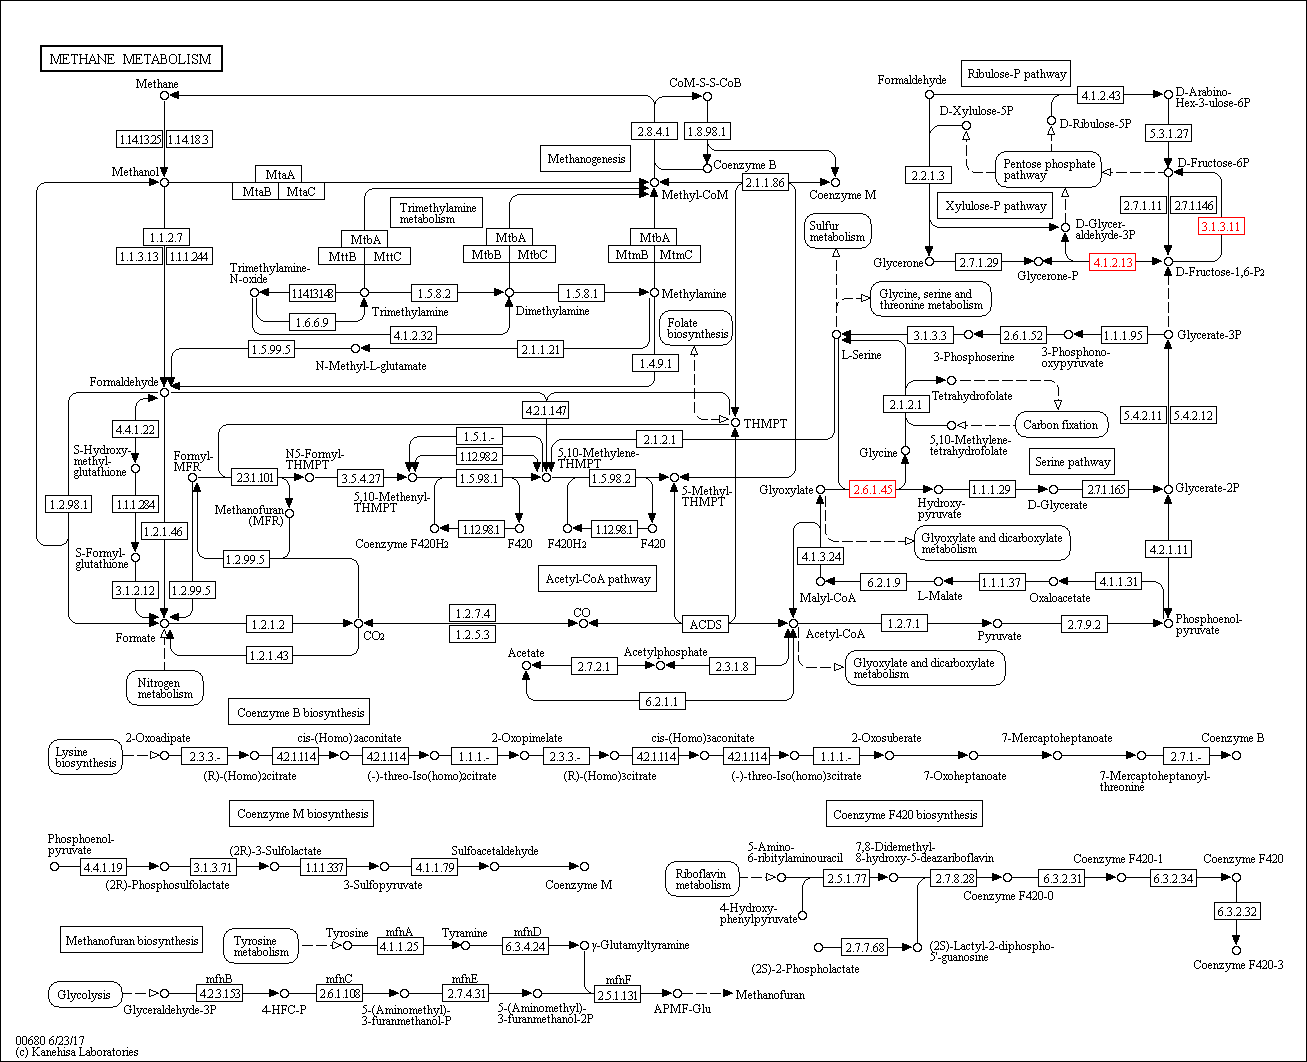 METHANE METABOLISM
Methane
CoM-S-S-CoB
Formaldehyde
Ribulose-P pathway
4.1.2.43
D-Arabino-
Hex-3-ulose-6P
D-Xylulose-5P
D-Ribulose-5P
1.14.13.25
1.14.18.3
2.8.4.1
1.8.98.1
5.3.1.27
Methanogenesis
Coenzyme B
Pentose phosphate
pathway
D-Fructose-6P
Methanol
MtaA
MtaB
MtaC
Methyl-CoM
2.1.1.86
Coenzyme M
2.2.1.3
Xylulose-P pathway
2.7.1.11
2.7.1.146
3.1.3.11
Trimethylamine
metabolism
Sulfur
metabolism
D-Glycer-
aldehyde-3P
1.1.2.7
1.1.3.13
1.1.1.244
MtbA
MttB
MttC
MtbA
MtbB
MtbC
MtbA
MtmB
MtmC
Glycerone
2.7.1.29
Glycerone-P
4.1.2.13
D-Fructose-1,6-P2
Trimethylamine-
N-oxide
1.14.13.148
Trimethylamine
1.5.8.2
Dimethylamine
1.5.8.1
Methylamine
Glycine, serine and
threonine metabolism
1.6.6.9
4.1.2.32
Folate
biosynthesis
1.5.99.5
N-Methyl-L-glutamate
2.1.1.21
1.4.9.1
L-Serine
3.1.3.3
3-Phosphoserine
2.6.1.52
3-Phosphono-
oxypyruvate
1.1.1.95
Glycerate-3P
Formaldehyde
Tetrahydrofolate
2.1.2.1
Carbon fixation
5,10-Methylene-
tetrahydrofolate
4.2.1.147
THMPT
5.4.2.11
5.4.2.12
4.4.1.22
S-Hydroxy-
methyl-
glutathione
Formyl-
MFR
N5-Formyl-
THMPT
1.5.1.-
1.12.98.2
2.1.2.1
5,10-Methylene-
THMPT
Glycine
Serine pathway
2.3.1.101
3.5.4.27
5,10-Methenyl-
THMPT
1.5.98.1
1.5.98.2
5-Methyl-
THMPT
Glyoxylate
2.6.1.45
Hydroxy-
pyruvate
1.1.1.29
D-Glycerate
2.7.1.165
Glycerate-2P
1.2.98.1
1.1.1.284
Methanofuran
(MFR)
1.2.1.46
Coenzyme F420H2
1.12.98.1
F420
F420H2
1.12.98.1
F420
Glyoxylate and dicarboxylate
metabolism
S-Formyl-
glutathione
1.2.99.5
4.1.3.24
4.2.1.11
3.1.2.12
1.2.99.5
Acetyl-CoA pathway
Malyl-CoA
6.2.1.9
L-Malate
1.1.1.37
Oxaloacetate
4.1.1.31
Formate
1.2.1.2
CO2
1.2.7.4
1.2.5.3
CO
ACDS
Acetyl-CoA
1.2.7.1
Pyruvate
2.7.9.2
Phosphoenol-
pyruvate
1.2.1.43
Acetate
2.7.2.1
Acetylphosphate
2.3.1.8
Glyoxylate and dicarboxylate
metabolism
Nitrogen
metabolism
6.2.1.1
Coenzyme B biosynthesis
Lysine
biosynthesis
2-Oxoadipate
2.3.3.-
(R)-(Homo)2citrate
4.2.1.114
cis-(Homo)2aconitate
4.2.1.114
(-)-threo-Iso(homo)2citrate
1.1.1.-
2-Oxopimelate
2.3.3.-
(R)-(Homo)3citrate
4.2.1.114
cis-(Homo)3aconitate
4.2.1.114
(-)-threo-Iso(homo)3citrate
1.1.1.-
2-Oxosuberate
7-Oxoheptanoate
7-Mercaptoheptanoate
7-Mercaptoheptanoyl-
threonine
2.7.1.-
Coenzyme B
Coenzyme M biosynthesis
Phosphoenol-
pyruvate
4.4.1.19
(2R)-Phosphosulfolactate
3.1.3.71
(2R)-3-Sulfolactate
1.1.1.337
3-Sulfopyruvate
4.1.1.79
Sulfoacetaldehyde
Coenzyme M
Coenzyme F420 biosynthesis
Riboflavin
metabolism
5-Amino-
6-ribitylaminouracil
2.5.1.77
4-Hydroxy-
phenylpyruvate
7,8-Didemethyl-
8-hydroxy-5-deazariboflavin
2.7.8.28
Coenzyme F420-0
6.3.2.31
Coenzyme F420-1
6.3.2.34
Coenzyme F420
6.3.2.32
Coenzyme F420-3
(2S)-2-Phospholactate
2.7.7.68
(2S)-Lactyl-2-diphospho-
5'-guanosine
Methanofuran biosynthesis
Tyrosine
metabolism
Tyrosine
mfnA
4.1.1.25
Tyramine
mfnD
6.3.4.24
γ-Glutamyltyramine
Glycolysis
Glyceraldehyde-3P
mfnB
4.2.3.153
4-HFC-P
mfnC
2.6.1.108
5-(Aminomethyl)-
3-furanmethanol-P
mfnE
2.7.4.31
5-(Aminomethyl)-
3-furanmethanol-2P
mfnF
2.5.1.131
APMF-Glu
Methanofuran
00680 6/23/17
(c) Kanehisa Laboratories